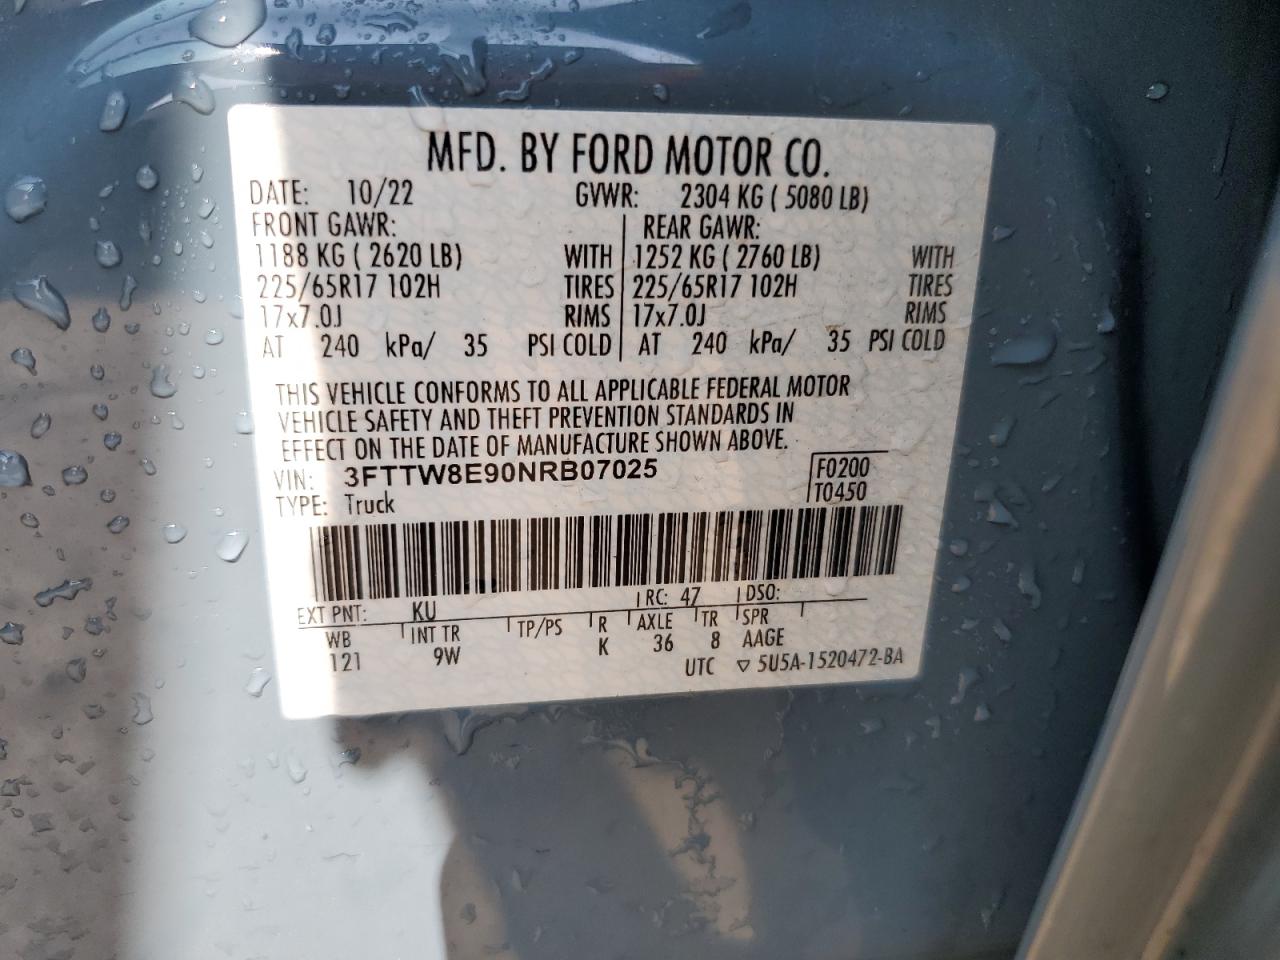 MFD. BY FORD MOTOR CO.
DATE: 10/22 GVWR: 2304 KG ( 5080 LB)
FRONT GAWR: REAR GAWR:
1188 KG ( 2620 LB) WITH 1252 KG ( 2760 LB) WITH
225/65R17 102H TIRES 225/65R17 102H TIRES
17x7.0J RIMS 17x7.0J RIMS
AT 240 kPa/ 35 PSI COLD AT 240 kPa/ 35 PSI COLD
THIS VEHICLE CONFORMS TO ALL APPLICABLE FEDERAL MOTOR
VEHICLE SAFETY AND THEFT PREVENTION STANDARDS IN
EFFECT ON THE DATE OF MANUFACTURE SHOWN ABOVE.
VIN: 3FTTW8E90NRB07025 F0200
TYPE: Truck T0450
EXT PNT: KU RC: 47 DSO:
WB INT TR TP/PS R AXLE TR SPR
121 9W K 36 8 AAGE
UTC ▽ 5U5A-1520472-BA